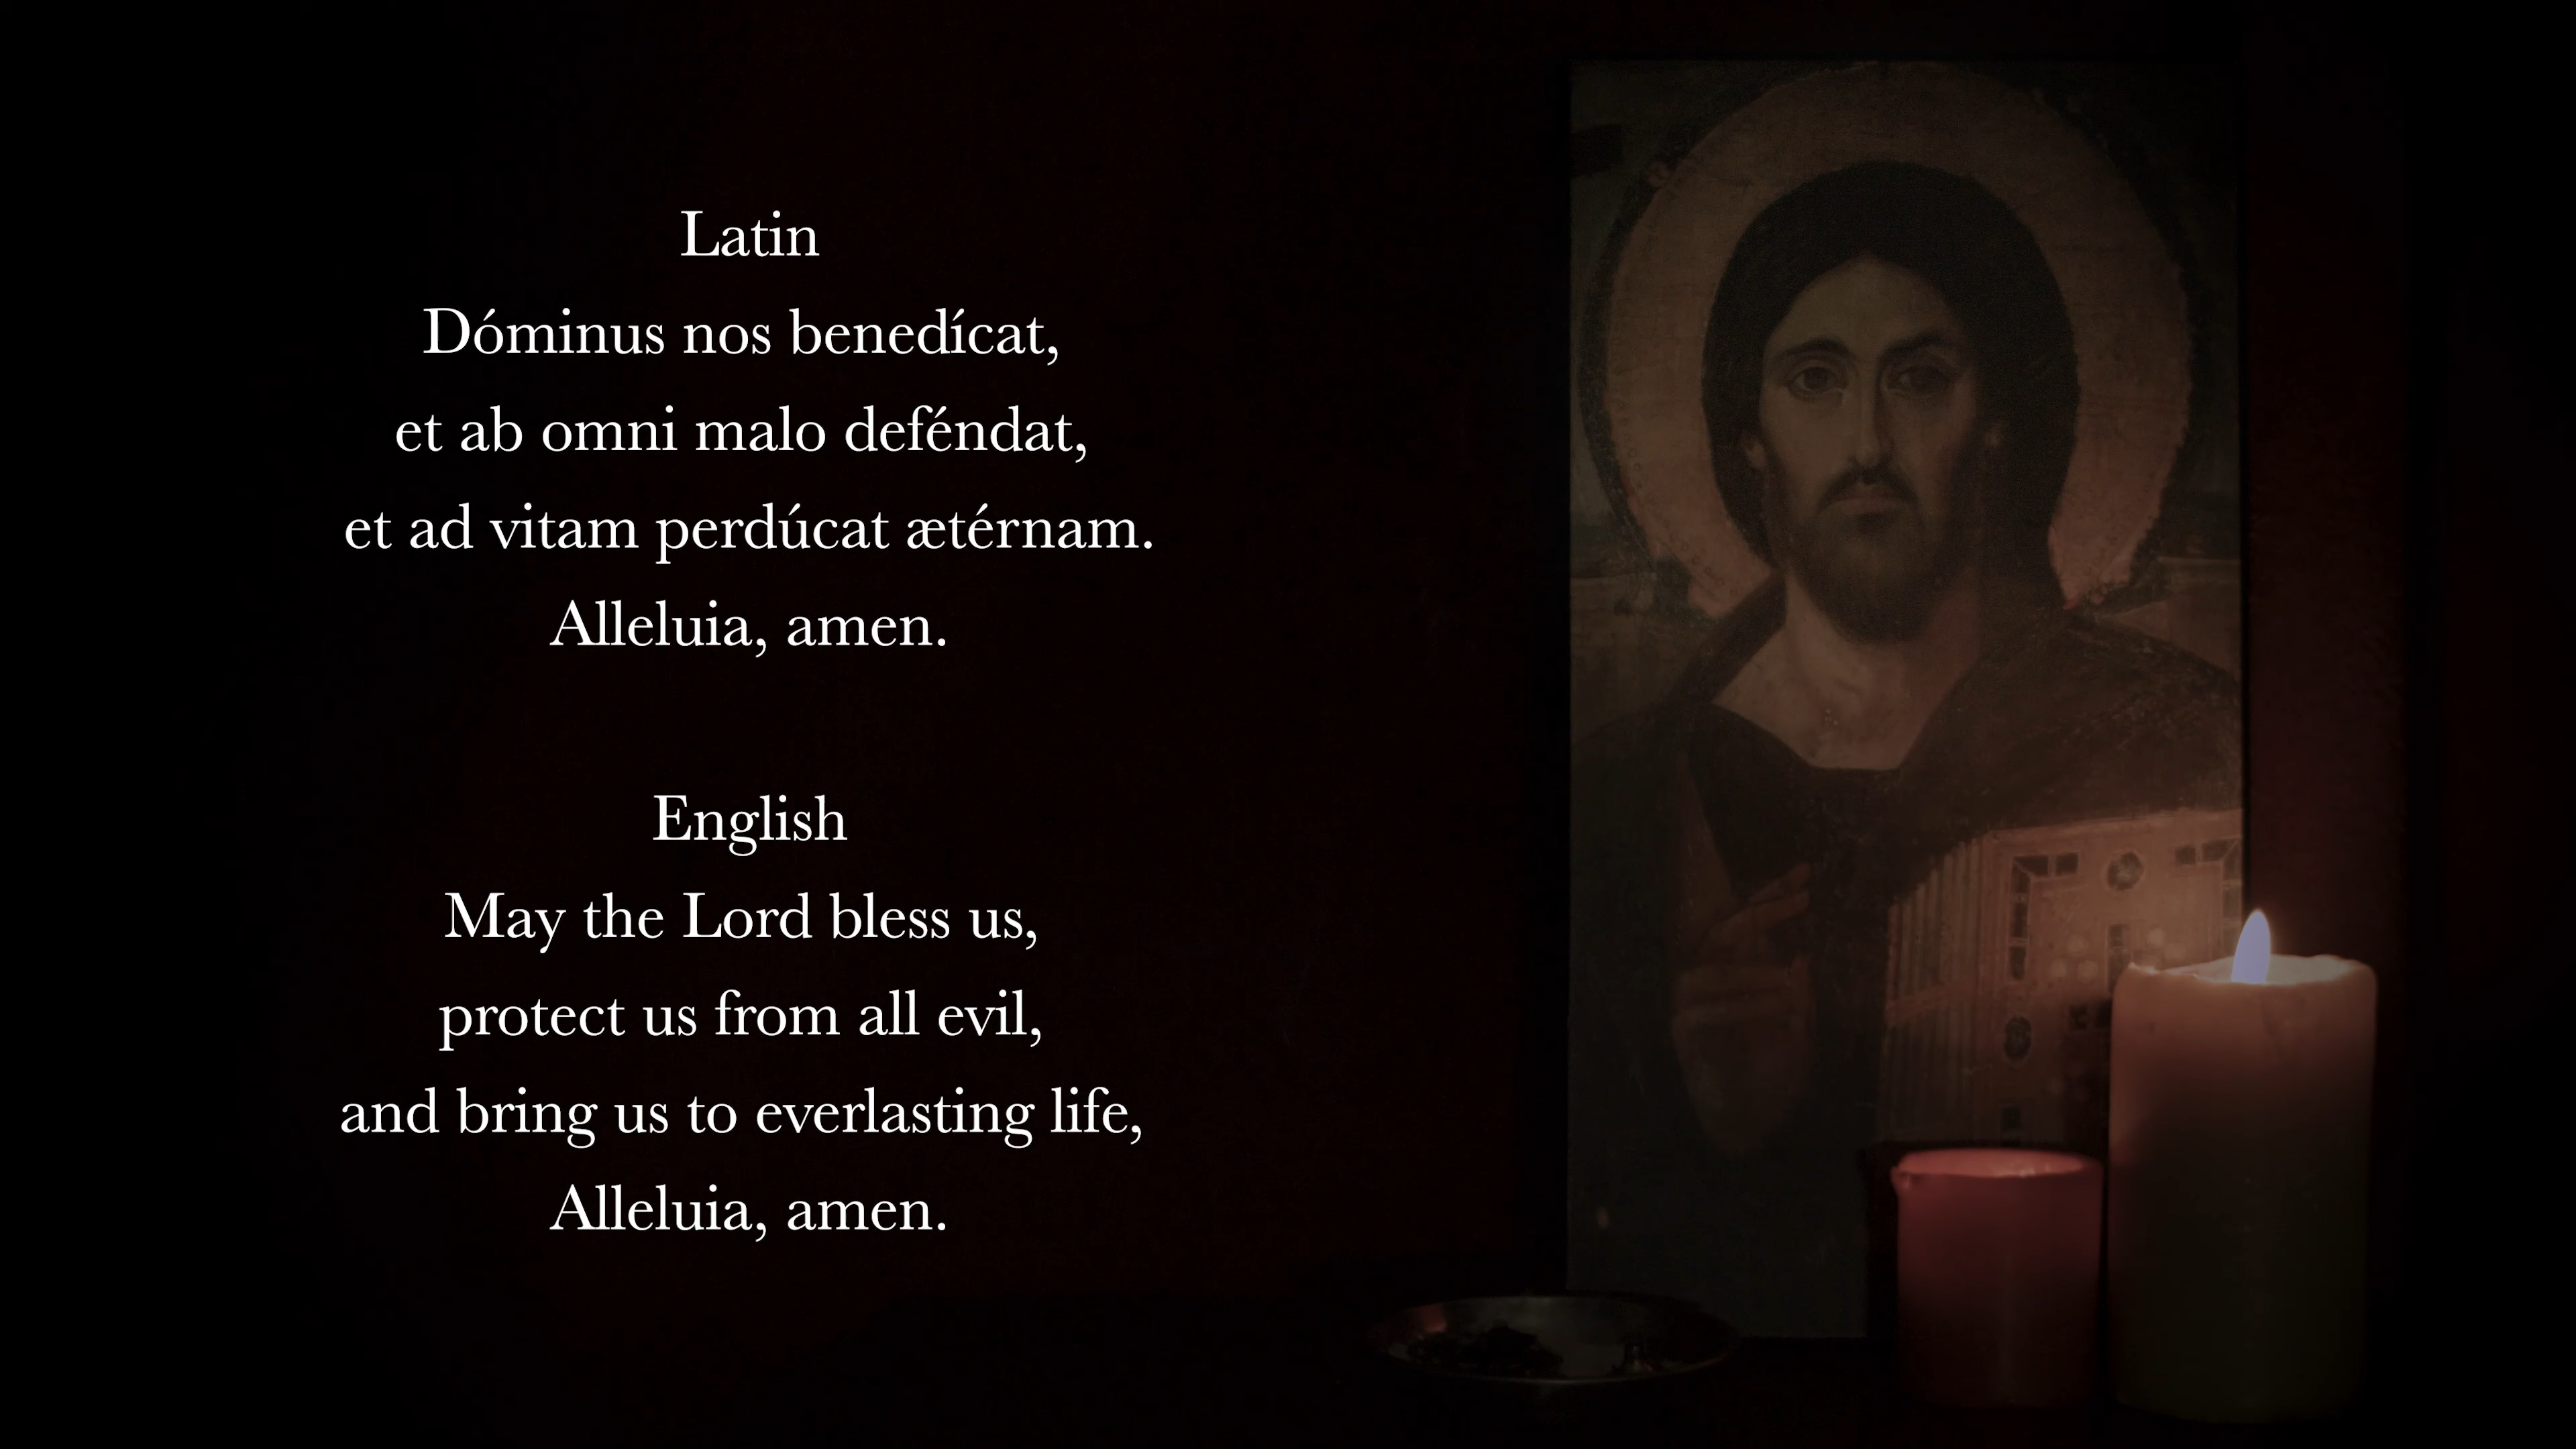 Latin
Dóminus nos benedícat,
et ab omni malo deféndat,
et ad vitam perdúcat ætérnam.
Alleluia, amen.
English
May the Lord bless us,
protect us from all evil,
and bring us to everlasting life,
Alleluia, amen.